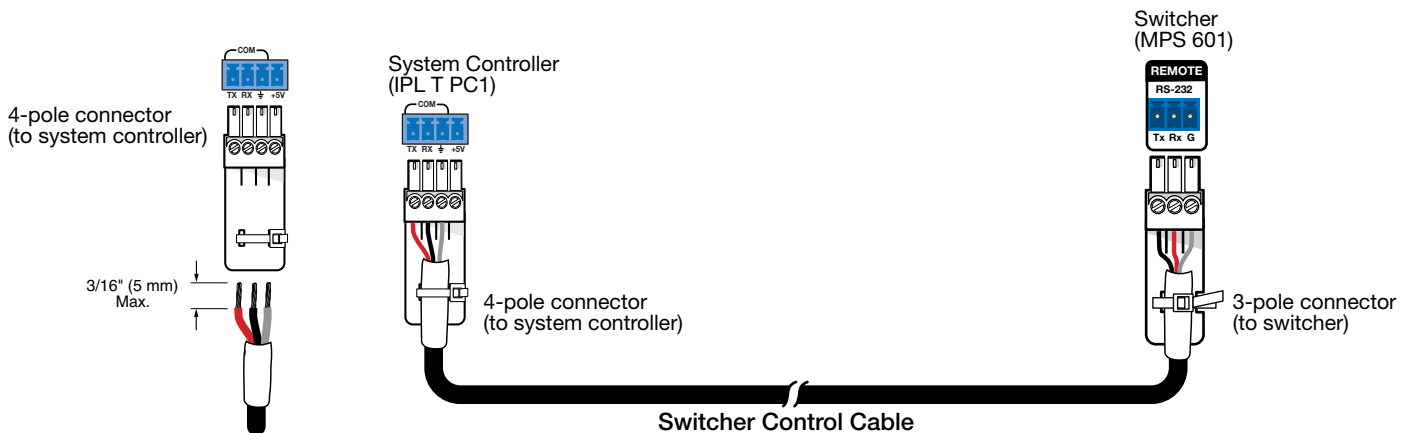 COM
TX RX ⏚ +5V
4-pole connector
(to system controller)
3/16" (5 mm)
Max.
System Controller
(IPL T PC1)
COM
TX RX ⏚ +5V
4-pole connector
(to system controller)
Switcher
(MPS 601)
REMOTE
RS-232
Tx Rx G
3-pole connector
(to switcher)
Switcher Control Cable